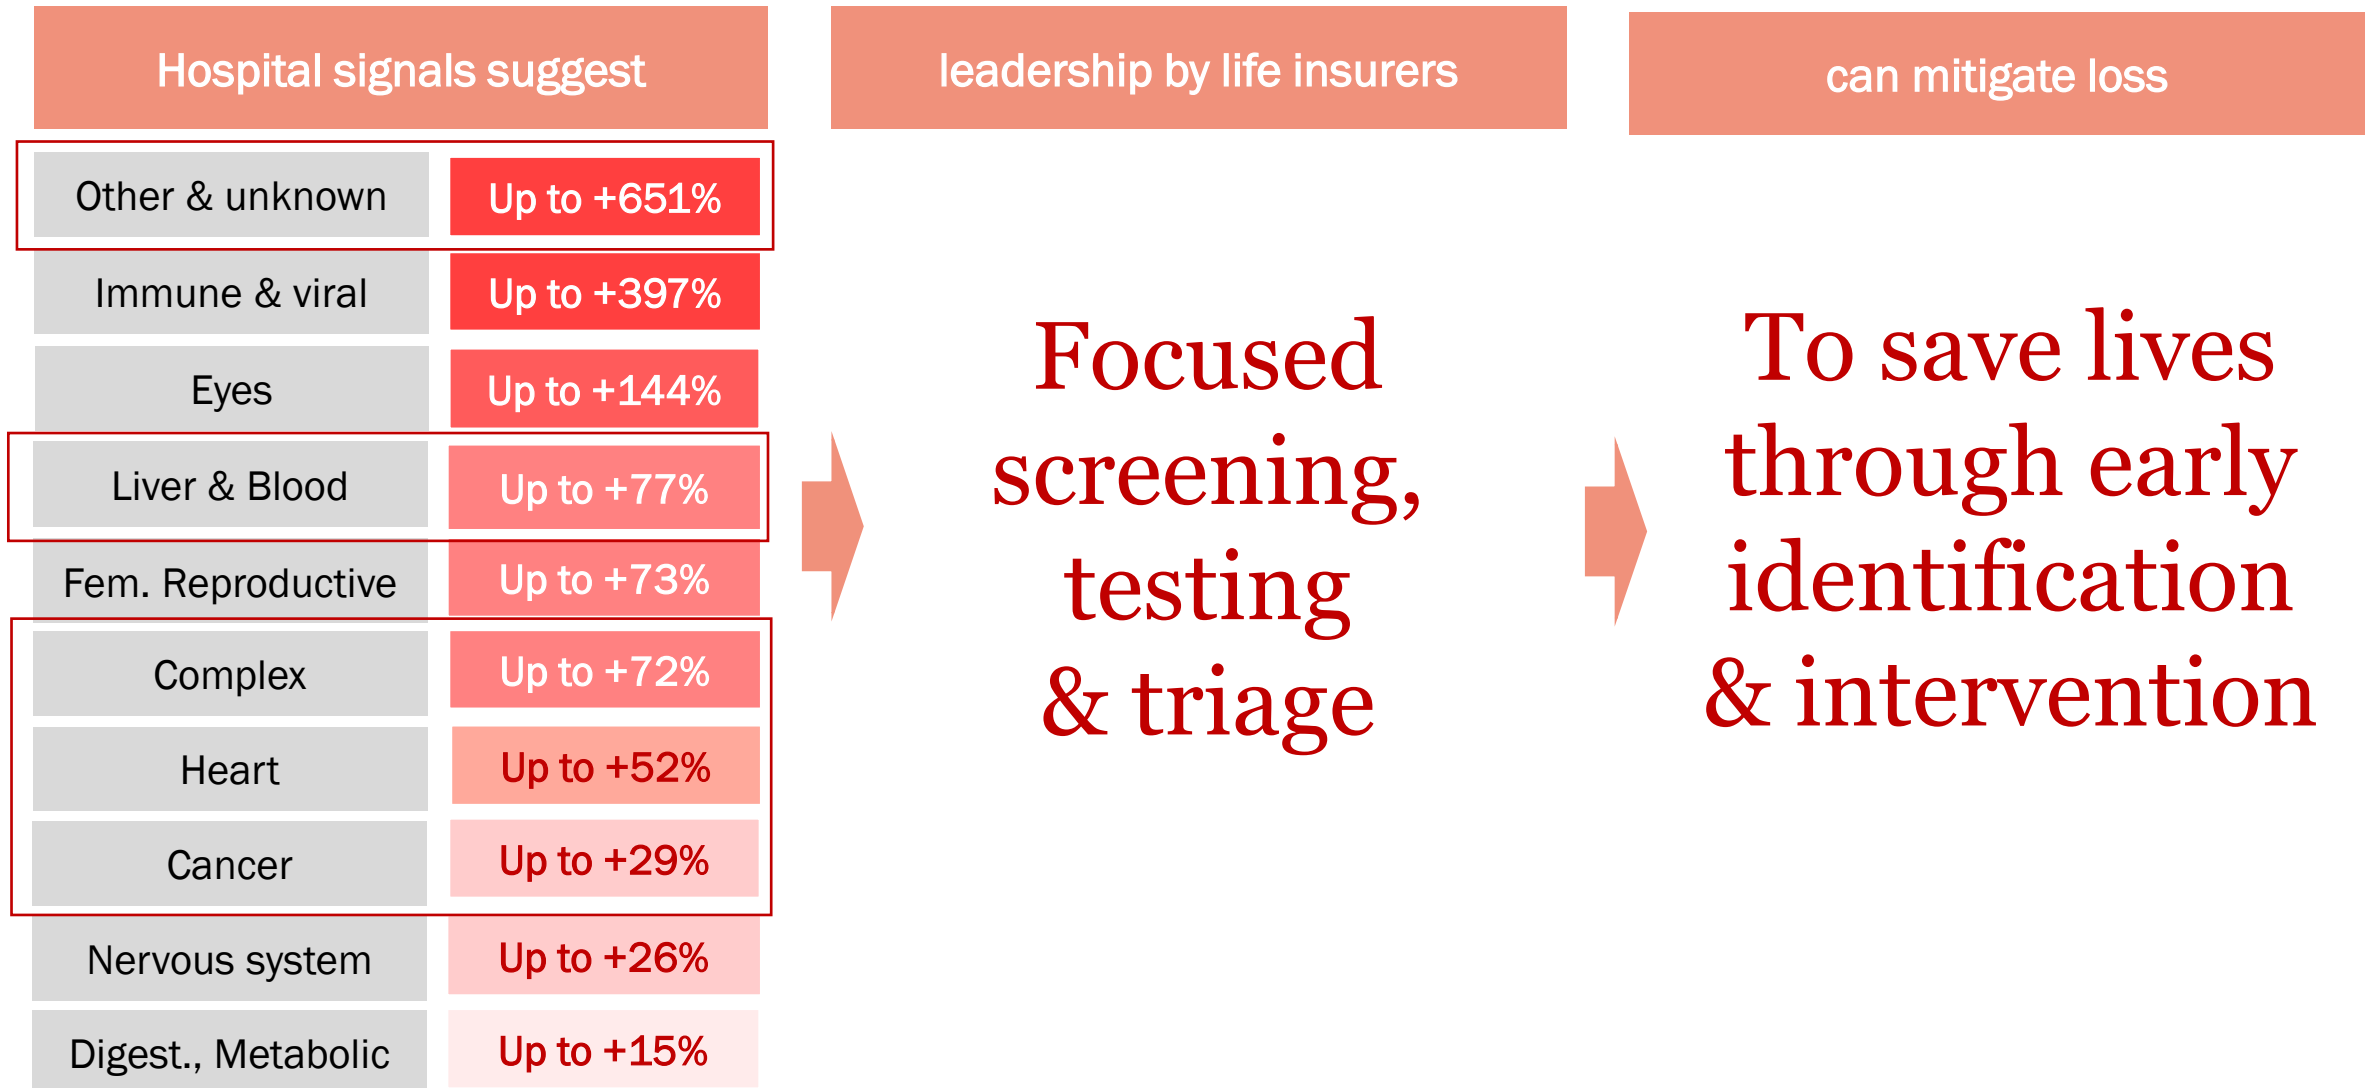 Hospital signals suggest
Other & unknown
Up to +651%
Immune & viral
Up to +397%
Eyes
Up to +144%
Liver & Blood
Up to +77%
Fem. Reproductive
Up to +73%
Complex
Up to +72%
Heart
Up to +52%
Cancer
Up to +29%
Nervous system
Up to +26%
Digest., Metabolic
Up to +15%
leadership by life insurers
Focused
screening,
testing
& triage
can mitigate loss
To save lives
through early
identification
& intervention